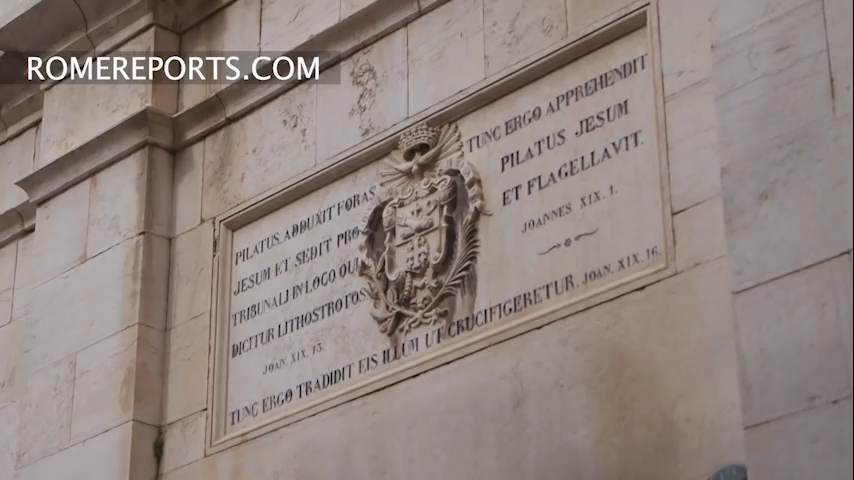 ROMEREPORTS.COM
PILATUS ADDUXIT FORAS
JESUM ET SEDIT PRO
TRIBUNALI IN LOCO QUI
DICITUR LITHOSTROTOS
JOAN. XIX. 13.
TUNC ERGO APPREHENDIT
PILATUS JESUM
ET FLAGELLAVIT.
JOANNES XIX. 1.
TUNC ERGO TRADIDIT EIS ILLUM UT CRUCIFIGERETUR. JOAN. XIX. 16.